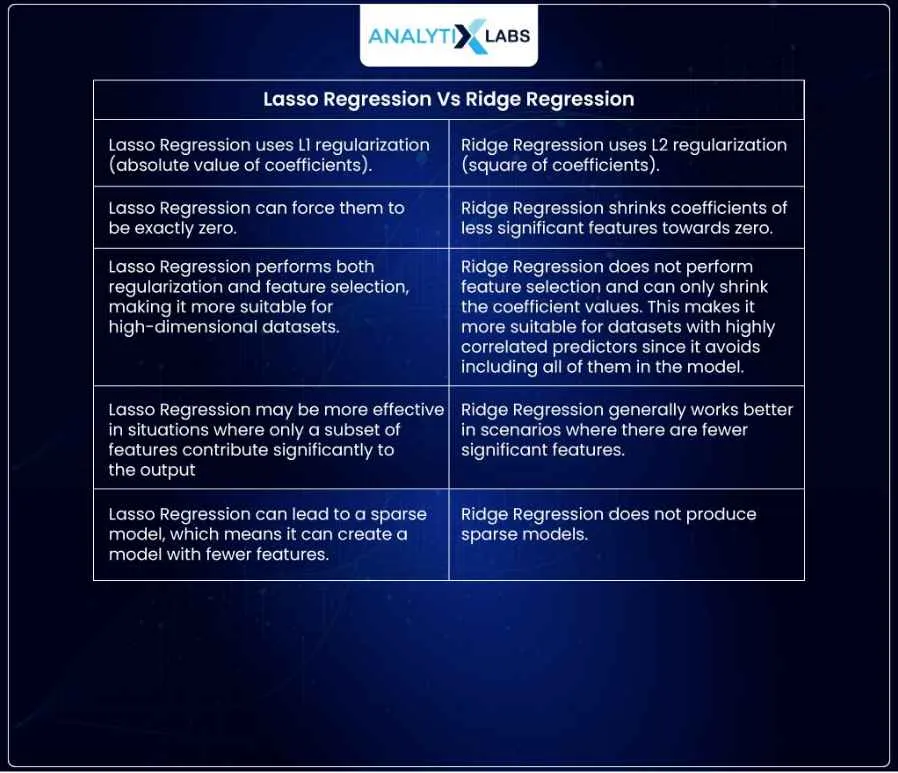 ANALYTIX LABS
Lasso Regression Vs Ridge Regression
Lasso Regression uses L1 regularization
(absolute value of coefficients).
Ridge Regression uses L2 regularization
(square of coefficients).
Lasso Regression can force them to
be exactly zero.
Ridge Regression shrinks coefficients of
less significant features towards zero.
Lasso Regression performs both
regularization and feature selection,
making it more suitable for
high-dimensional datasets.
Ridge Regression does not perform
feature selection and can only shrink
the coefficient values. This makes it
more suitable for datasets with highly
correlated predictors since it avoids
including all of them in the model.
Lasso Regression may be more effective
in situations where only a subset of
features contribute significantly to
the output
Ridge Regression generally works better
in scenarios where there are fewer
significant features.
Lasso Regression can lead to a sparse
model, which means it can create a
model with fewer features.
Ridge Regression does not produce
sparse models.